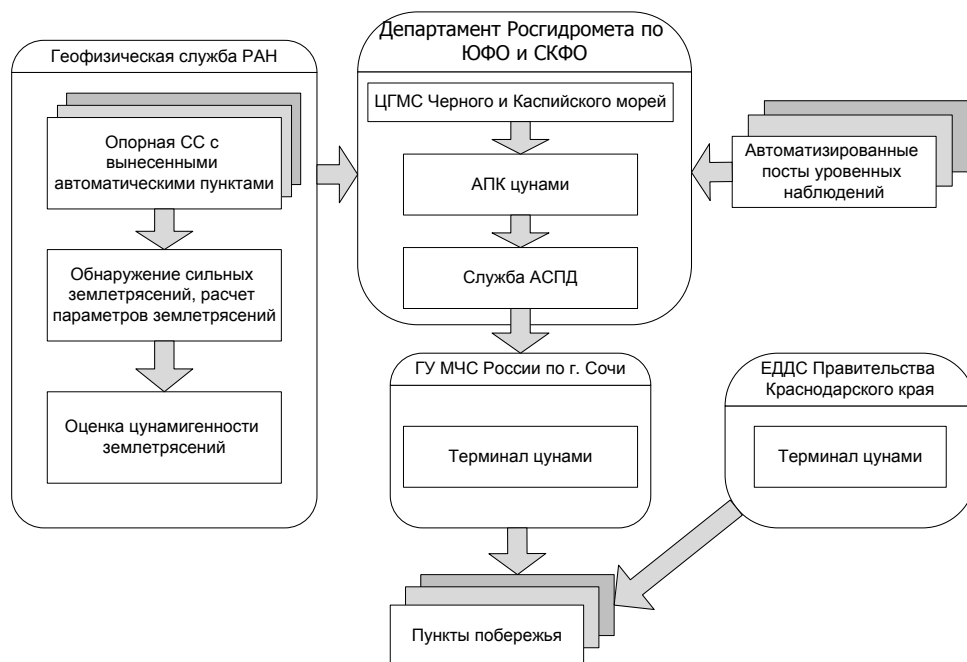 Геофизическая служба РАН
Опорная СС с
вынесенными
автоматическими пунктами
Обнаружение сильных
землетрясений, расчет
параметров землетрясений
Оценка цунамигенности
землетрясений
Департамент Росгидромета по
ЮФО и СКФО
ЦГМС Черного и Каспийского морей
АПК цунами
Служба АСПД
Автоматизированные
посты уровенных
наблюдений
ГУ МЧС России по г. Сочи
Терминал цунами
ЕДДС Правительства
Краснодарского края
Терминал цунами
Пункты побережья